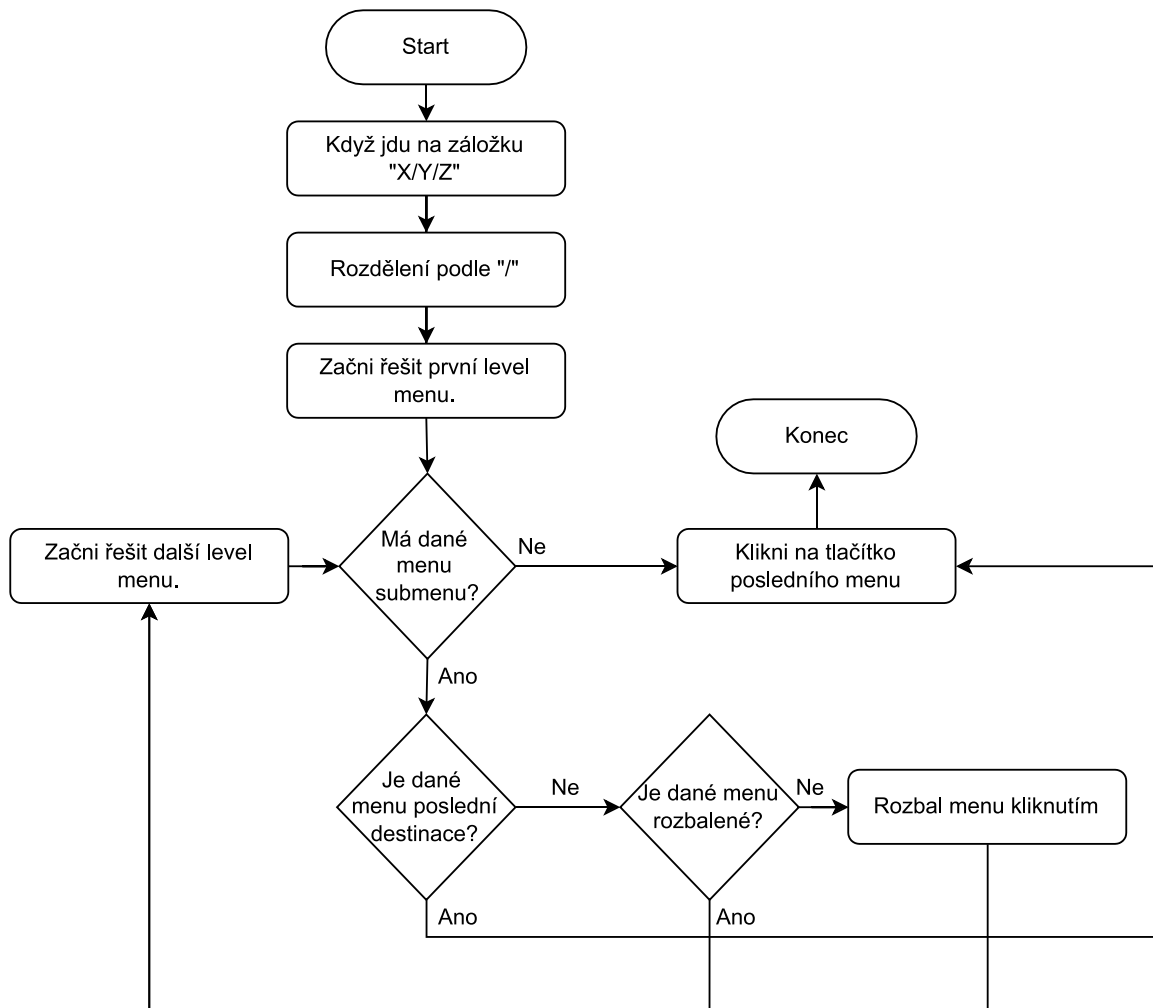 Start
Když jdu na záložku
"X/Y/Z"
Rozdělení podle "/"
Začni řešit první level
menu.
Konec
Začni řešit další level
menu.
Má dané
menu
submenu?
Ne
Klikni na tlačítko
posledního menu
Ano
Je dané
menu poslední
destinace?
Ne
Je dané menu
rozbalené?
Ne
Rozbal menu kliknutím
Ano
Ano